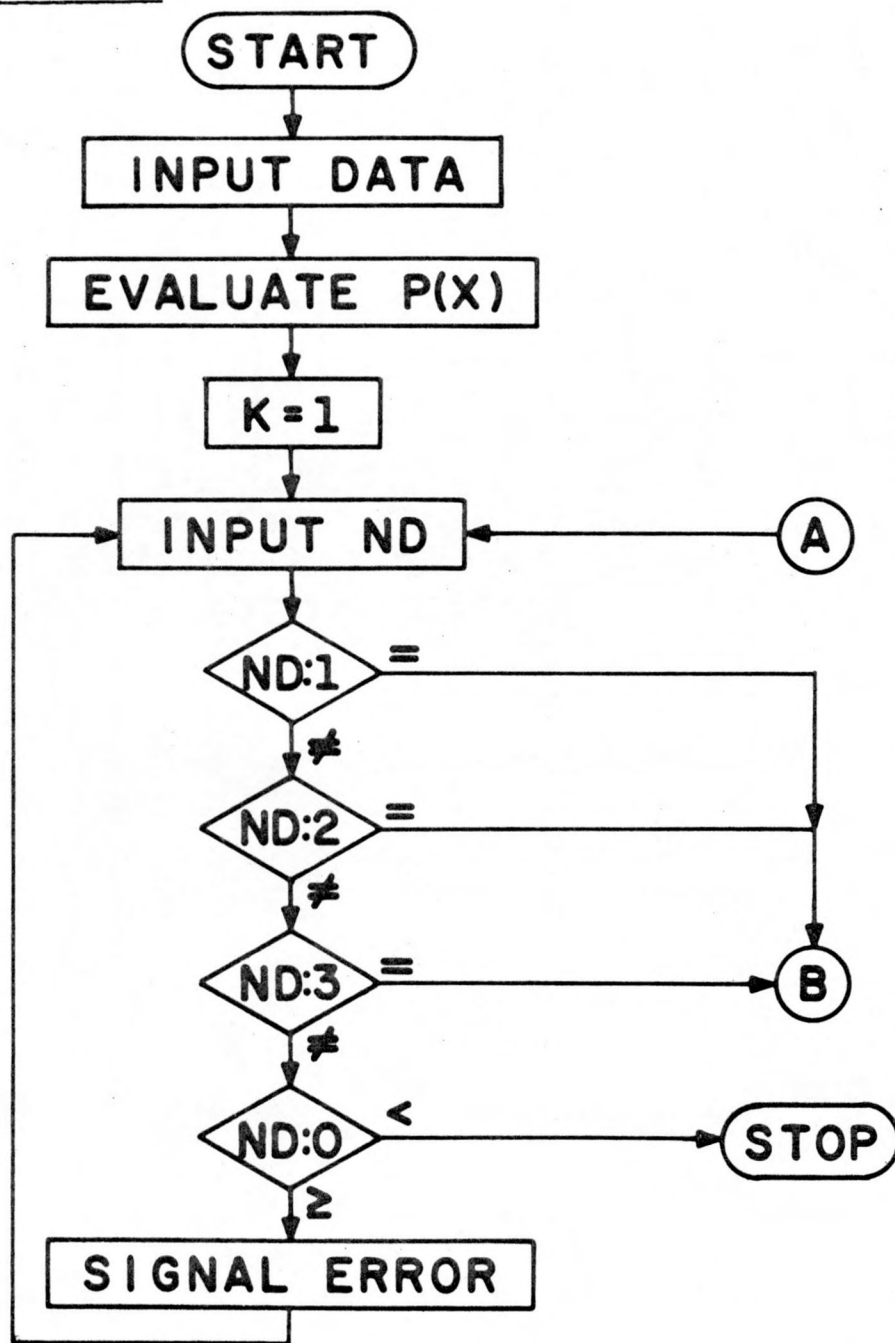 START
INPUT DATA
EVALUATE P(X)
K=1
INPUT ND
A
ND:1
=
≠
ND:2
=
≠
ND:3
=
B
≠
ND:0
<
STOP
≥
SIGNAL ERROR